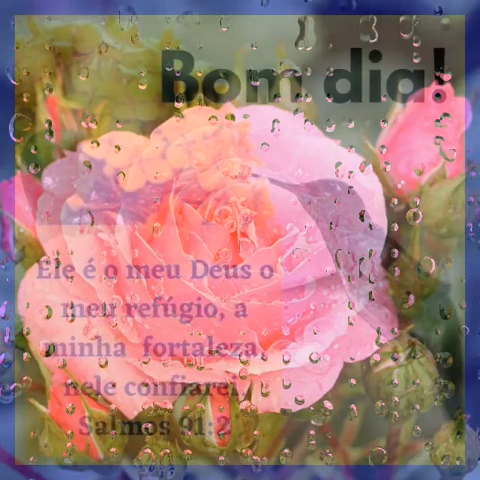 Bom dia!
Ele é o meu Deus o
meu refúgio, a
minha fortaleza
nele confiarei
Salmos 91:2